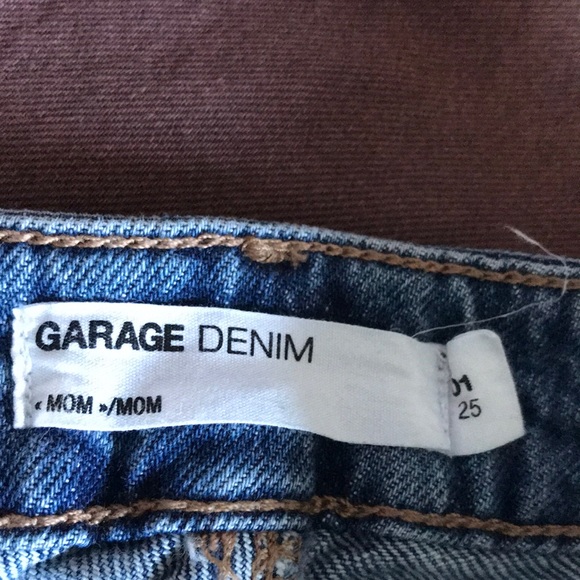 GARAGE DENIM
« MOM »/MOM
01
25